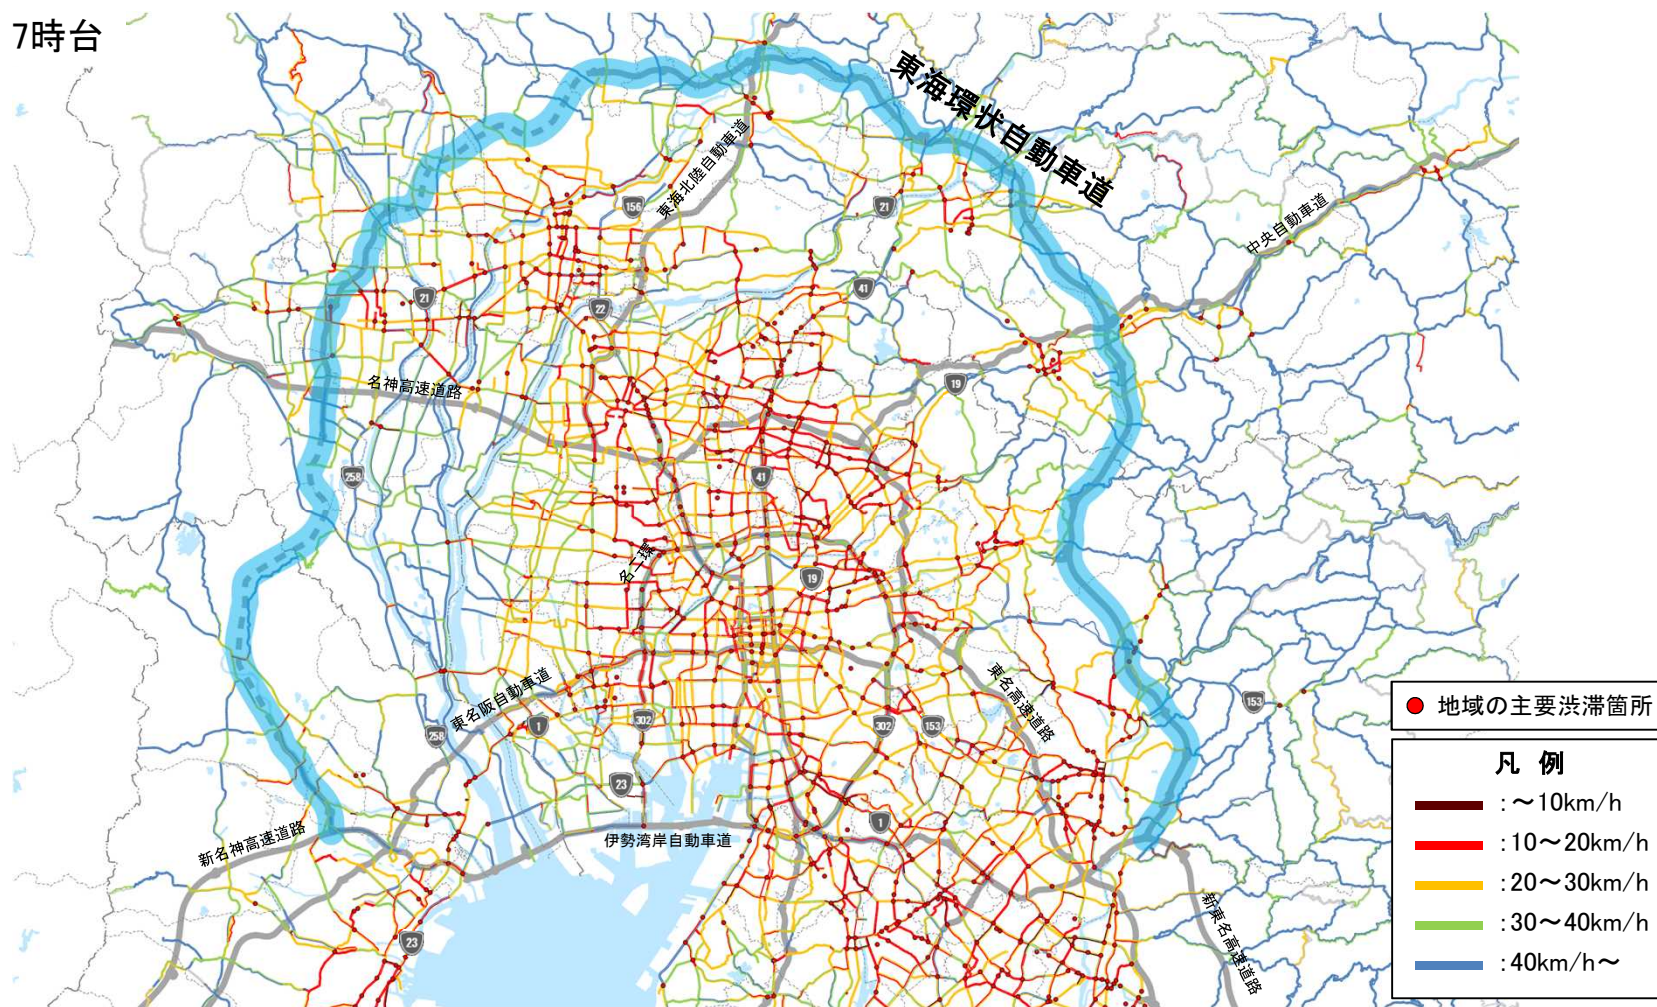 7時台
東海環状自動車道
東海北陸自動車道
156
21
中央自動車道
41
21
22
19
名神高速道路
258
41
名二環
19
東名阪自動車道
東名高速道路
153
258
1
302
302
153
23
1
新名神高速道路
伊勢湾岸自動車道
23
新東名高速道路
地域の主要渋滞箇所
凡 例
:～10km/h
:10～20km/h
:20～30km/h
:30～40km/h
:40km/h～